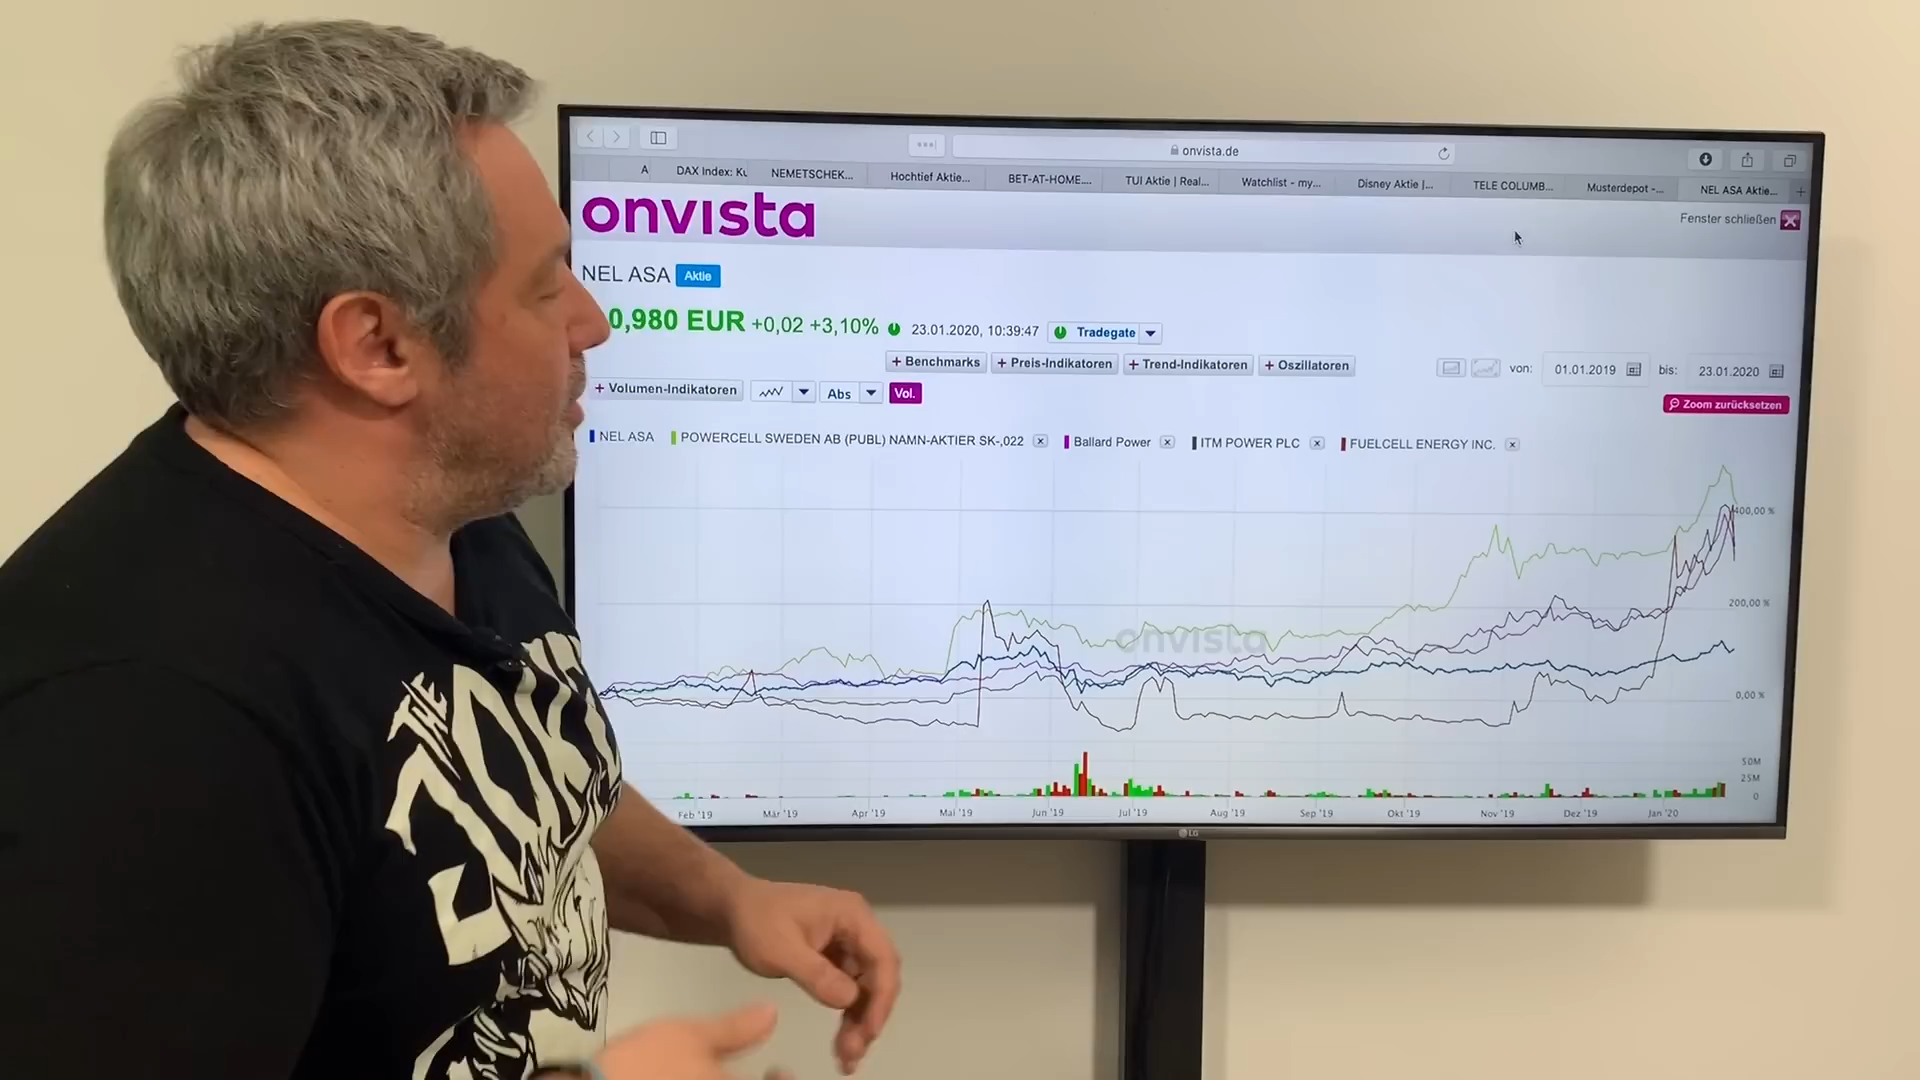 onvista.de
A
DAX Index: Ku
NEMETSCHEK...
Hochtief Aktie...
BET-AT-HOME....
TUI Aktie | Real...
Watchlist - my...
Disney Aktie |...
TELE COLUMB...
Musterdepot -...
NEL ASA Aktie...
onvista
Fenster schließen
NEL ASA Aktie
0,980 EUR +0,02 +3,10% 23.01.2020, 10:39:47 Tradegate
+ Benchmarks + Preis-Indikatoren + Trend-Indikatoren + Oszillatoren
von: 01.01.2019 bis: 23.01.2020
+ Volumen-Indikatoren Abs Vol.
Zoom zurücksetzen
NEL ASA POWERCELL SWEDEN AB (PUBL) NAMN-AKTIER SK-,022 Ballard Power ITM POWER PLC FUELCELL ENERGY INC.
400,00 %
200,00 %
onvista
0,00 %
50M
25M
0
Feb '19 Mär '19 Apr '19 Mai '19 Jun '19 Jul '19 Aug '19 Sep '19 Okt '19 Nov '19 Dez '19 Jan '20
LG
THE
JOKE